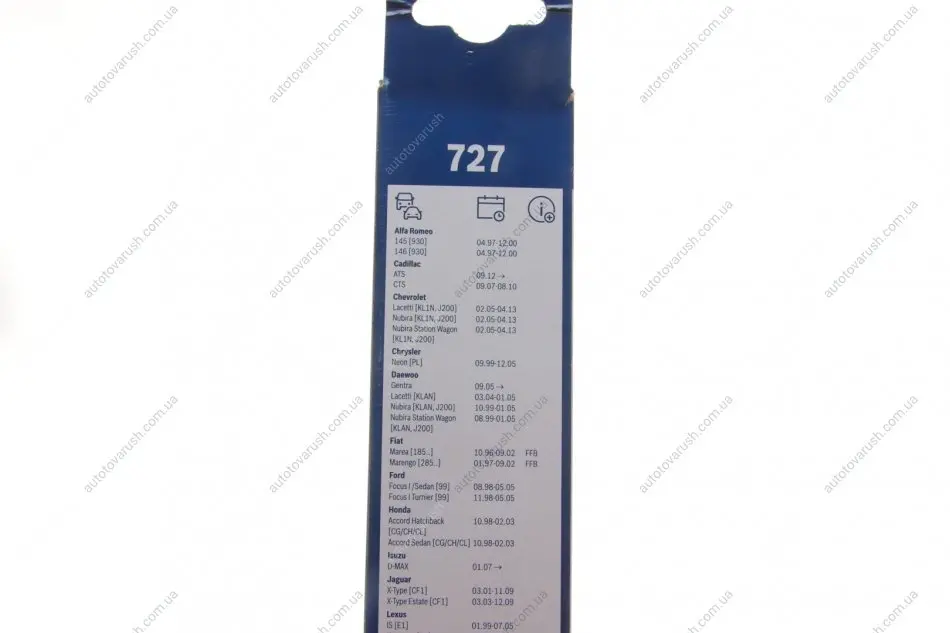 727
Alfa Romeo
145 [930] 04.97-12.00
146 [930] 04.97-12.00
Cadillac
ATS 09.12 →
CTS 09.07-08.10
Chevrolet
Lacetti [KL1N, J200] 02.05-04.13
Nubira [KL1N, J200] 02.05-04.13
Nubira Station Wagon 02.05-04.13
[KL1N, J200]
Chrysler
Neon [PL] 09.99-12.05
Daewoo
Gentra 09.05 →
Lacetti [KLAN] 03.04-01.05
Nubira [KLAN, J200] 10.99-01.05
Nubira Station Wagon 08.99-01.05
[KLAN, J200]
Fiat
Marea [185..] 10.96-09.02 FFB
Marengo [285..] 01.97-09.02 FFB
Ford
Focus I /Sedan [99] 08.98-05.05
Focus I Turnier [99] 11.98-05.05
Honda
Accord Hatchback 10.98-02.03
[CG/CH/CL]
Accord Sedan [CG/CH/CL] 10.98-02.03
Isuzu
D-MAX 01.07 →
Jaguar
X-Type [CF1] 03.01-11.09
X-Type Estate [CF1] 03.03-12.09
Lexus
IS [E1] 01.99-07.05
autotovarush.com.ua